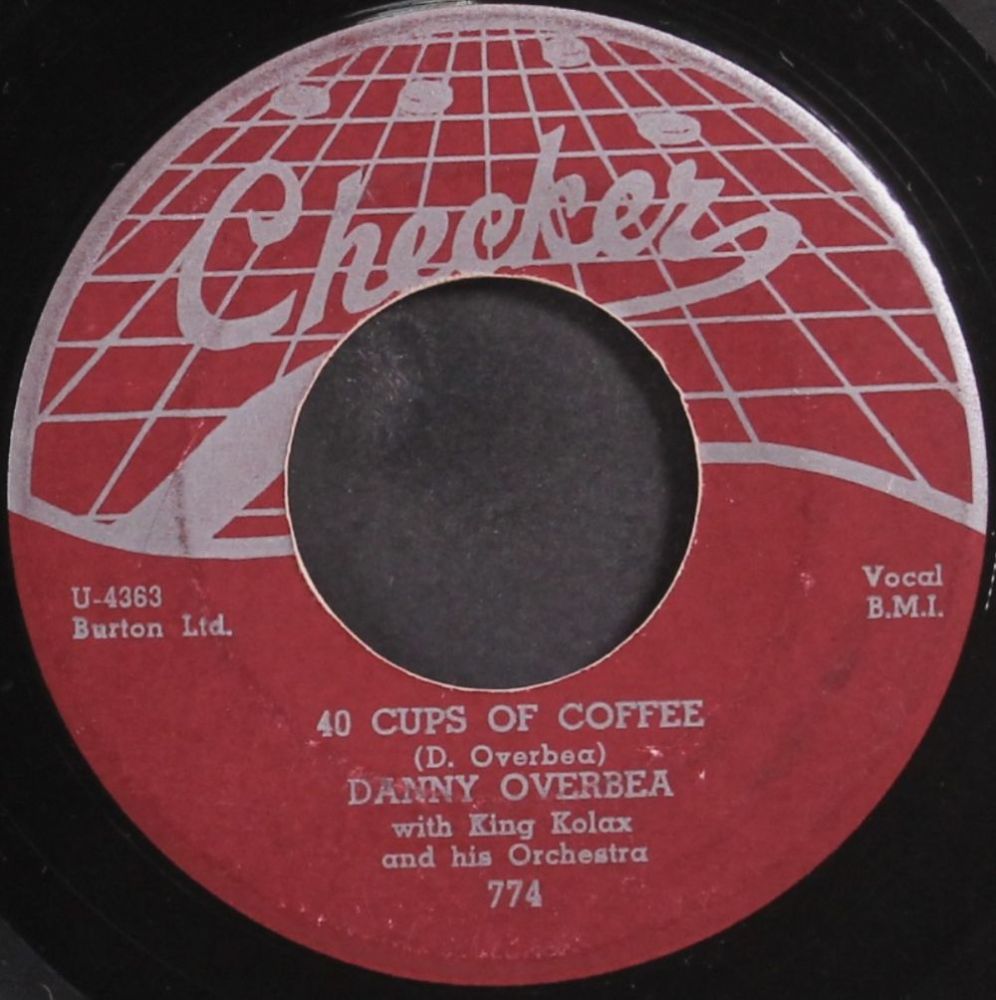 Checker
U-4363
Burton Ltd.
Vocal
B.M.I.
40 CUPS OF COFFEE
(D. Overbea)
DANNY OVERBEA
with King Kolax
and his Orchestra
774